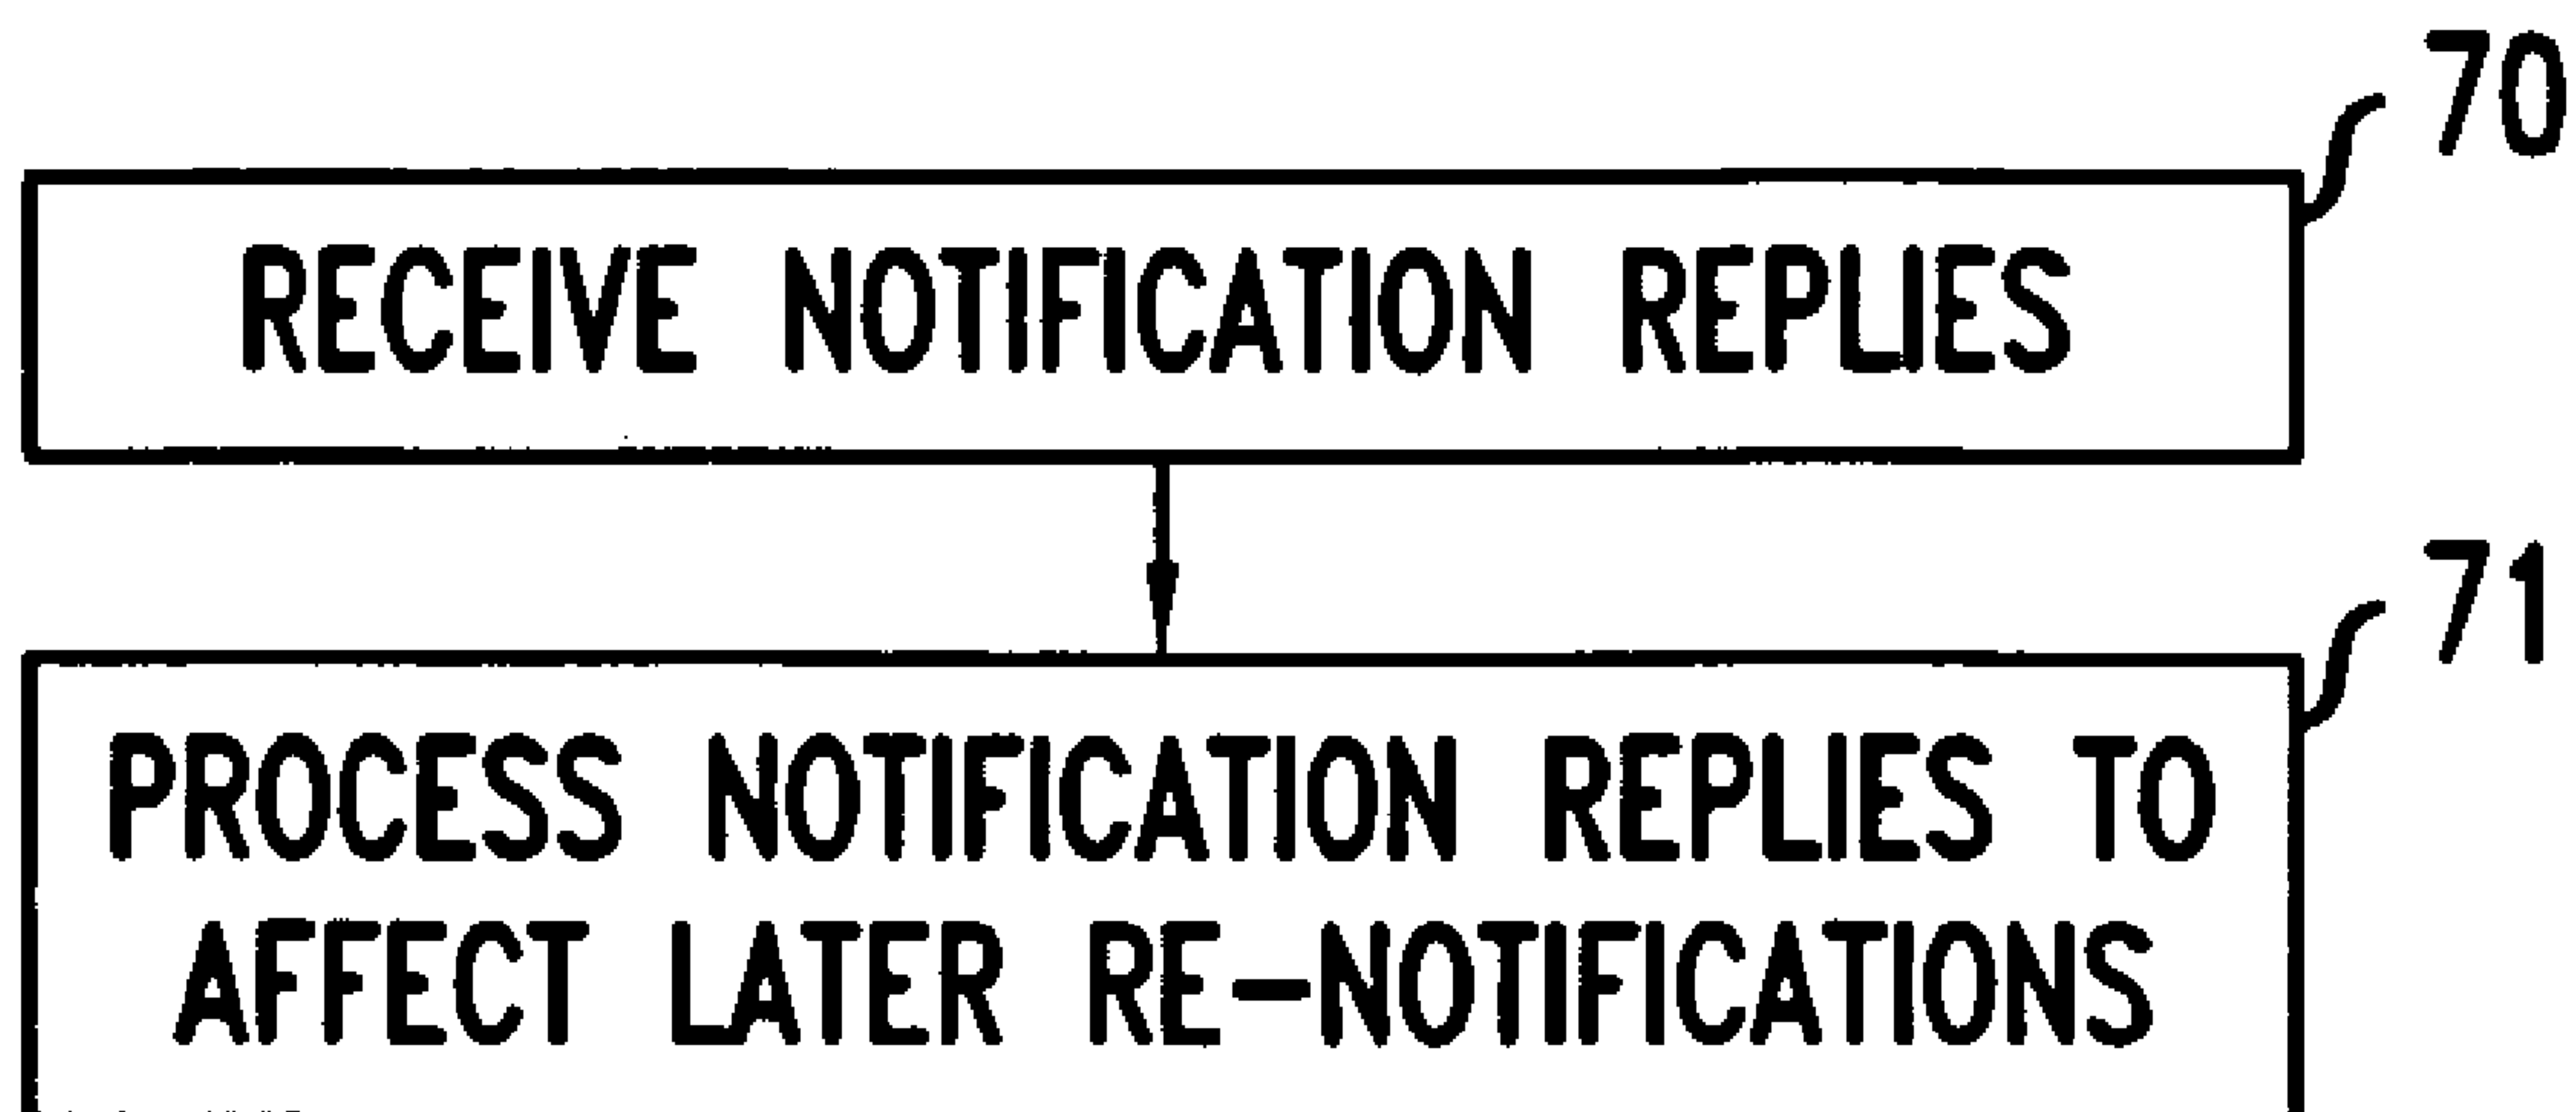 70
RECEIVE NOTIFICATION REPLIES
71
PROCESS NOTIFICATION REPLIES TO
AFFECT LATER RE-NOTIFICATIONS